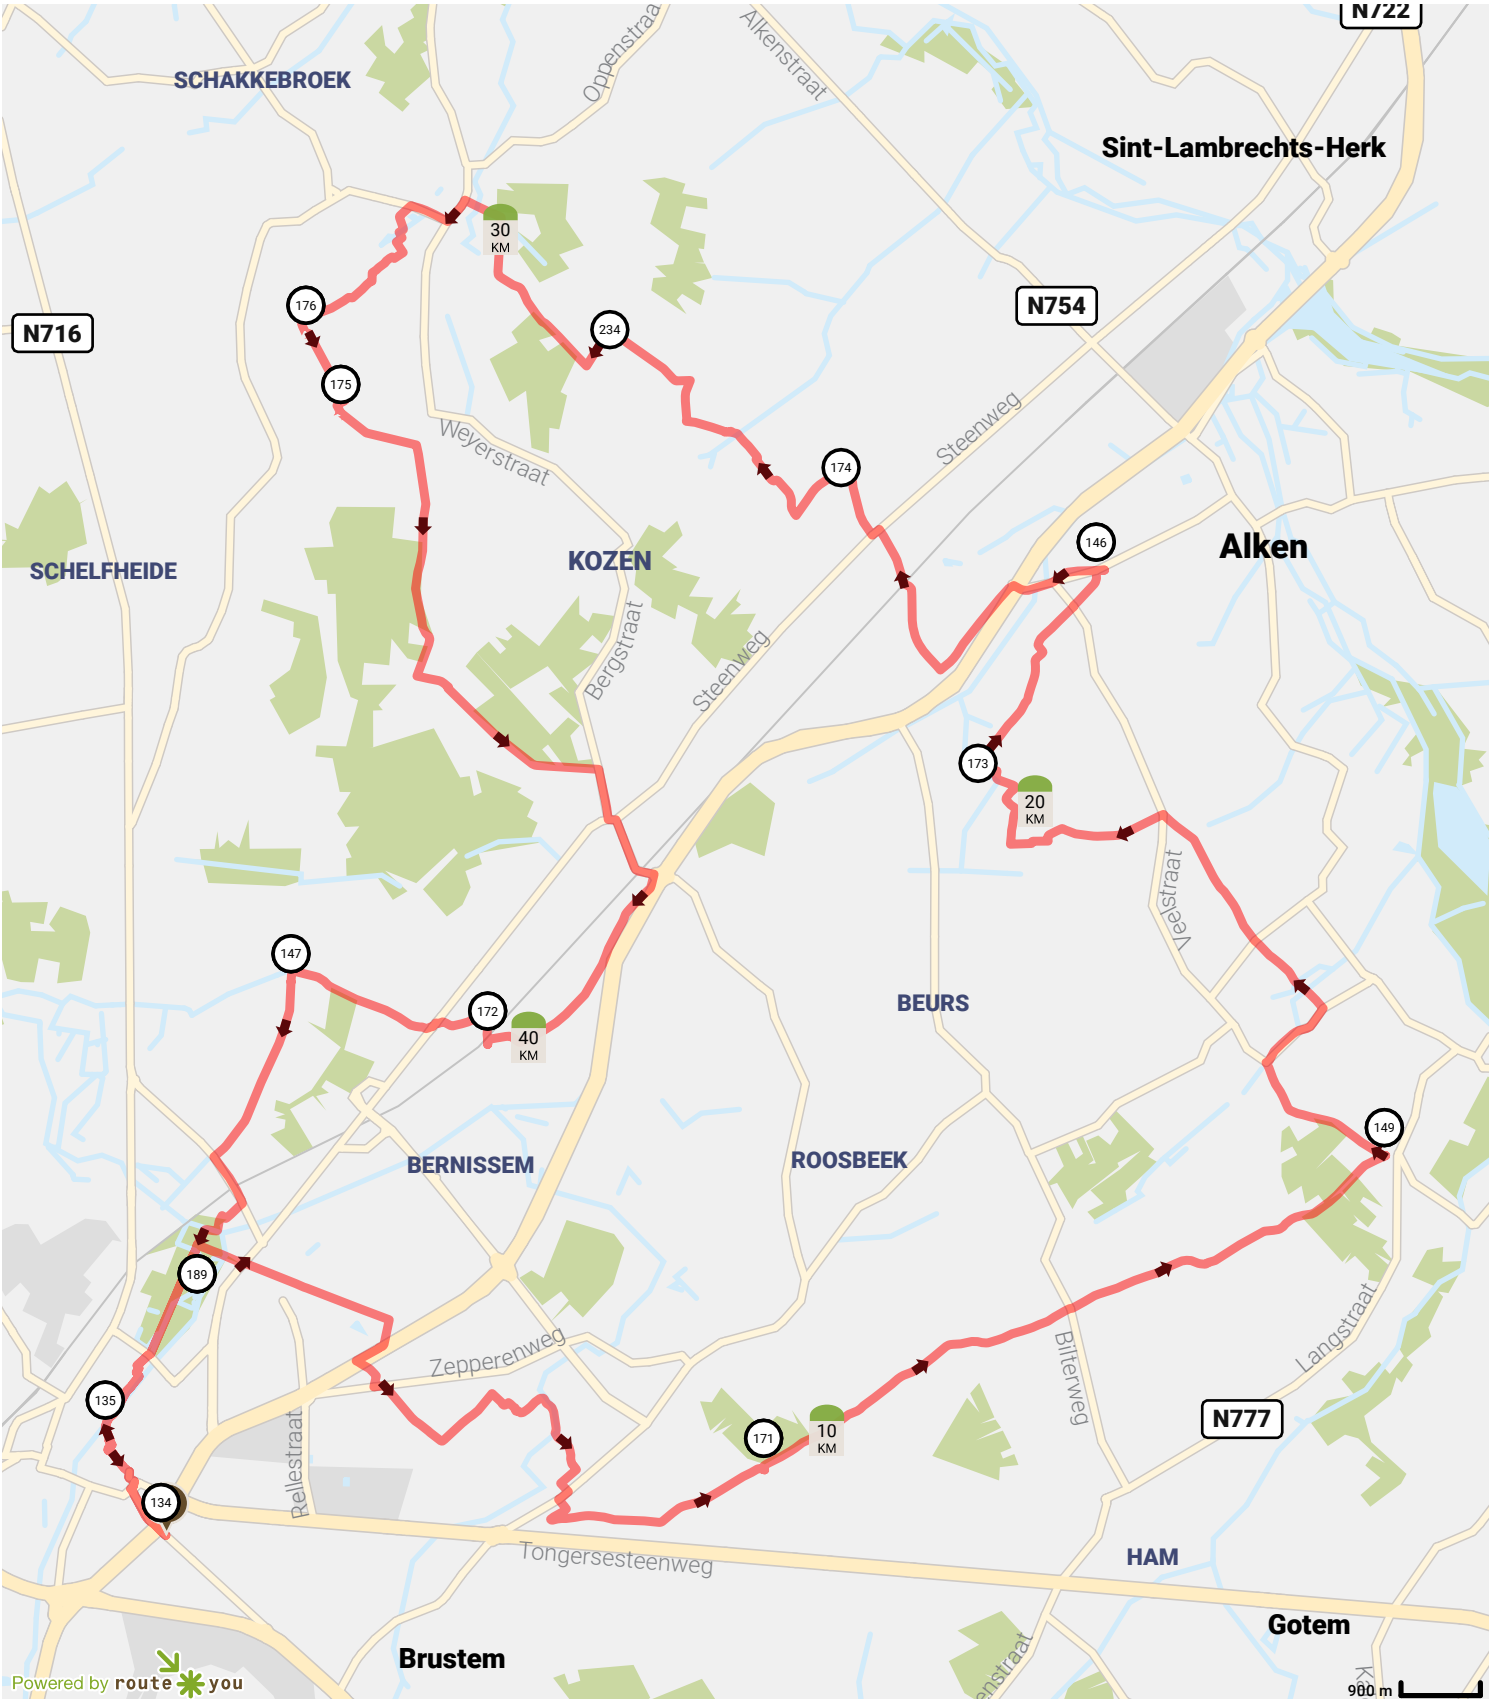 N722
Oppenstraa
Alkenstraat
SCHAKKEBROEK
Sint-Lambrechts-Herk
30
KM
176
N754
234
N716
175
Steenweg
Weyerstraat
174
146
Alken
KOZEN
SCHELFHEIDE
Bergstraat
Steenweg
173
20
KM
Veelstraat
147
172
BEURS
40
KM
149
BERNISSEM
ROOSBEEK
189
Zepperenweg
Langstraat
Bilterweg
135
171
10
KM
N777
Rellestraat
134
Tongersesteenweg
HAM
Gotem
Brustem
enstraat
Powered by routeyou
900 m